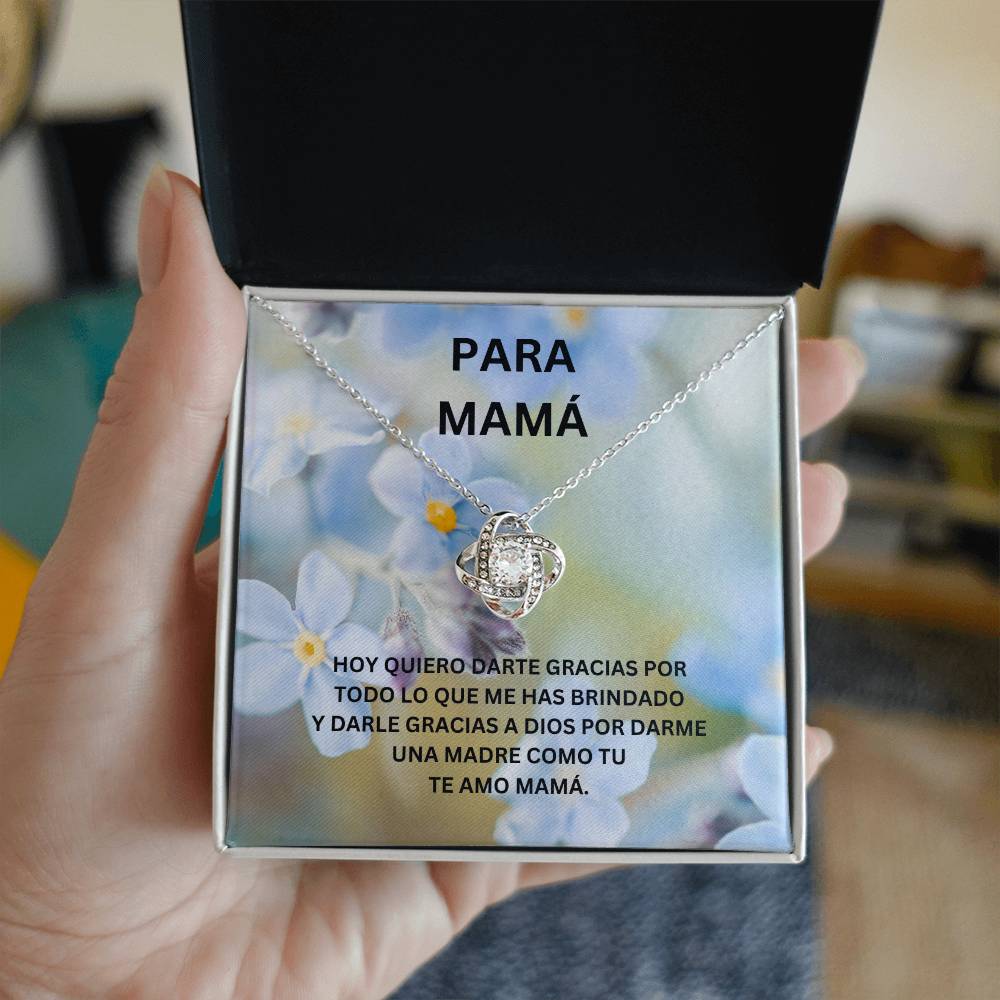 PARA
MAMÁ
HOY QUIERO DARTE GRACIAS POR
TODO LO QUE ME HAS BRINDADO
Y DARLE GRACIAS A DIOS POR DARME
UNA MADRE COMO TU
TE AMO MAMÁ.